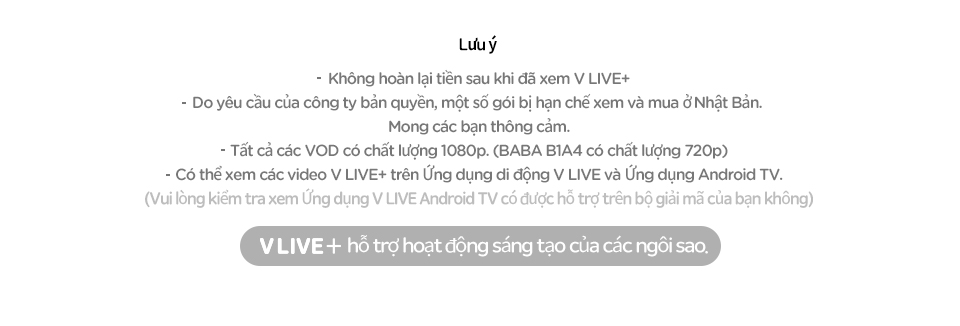 Lưu ý
- Không hoàn lại tiền sau khi đã xem V LIVE+
- Do yêu cầu của công ty bản quyền, một số gói bị hạn chế xem và mua ở Nhật Bản.
Mong các bạn thông cảm.
- Tất cả các VOD có chất lượng 1080p. (BABA B1A4 có chất lượng 720p)
- Có thể xem các video V LIVE+ trên Ứng dụng di động V LIVE và Ứng dụng Android TV.
(Vui lòng kiểm tra xem Ứng dụng V LIVE Android TV có được hỗ trợ trên bộ giải mã của bạn không)
V LIVE+ hỗ trợ hoạt động sáng tạo của các ngôi sao.